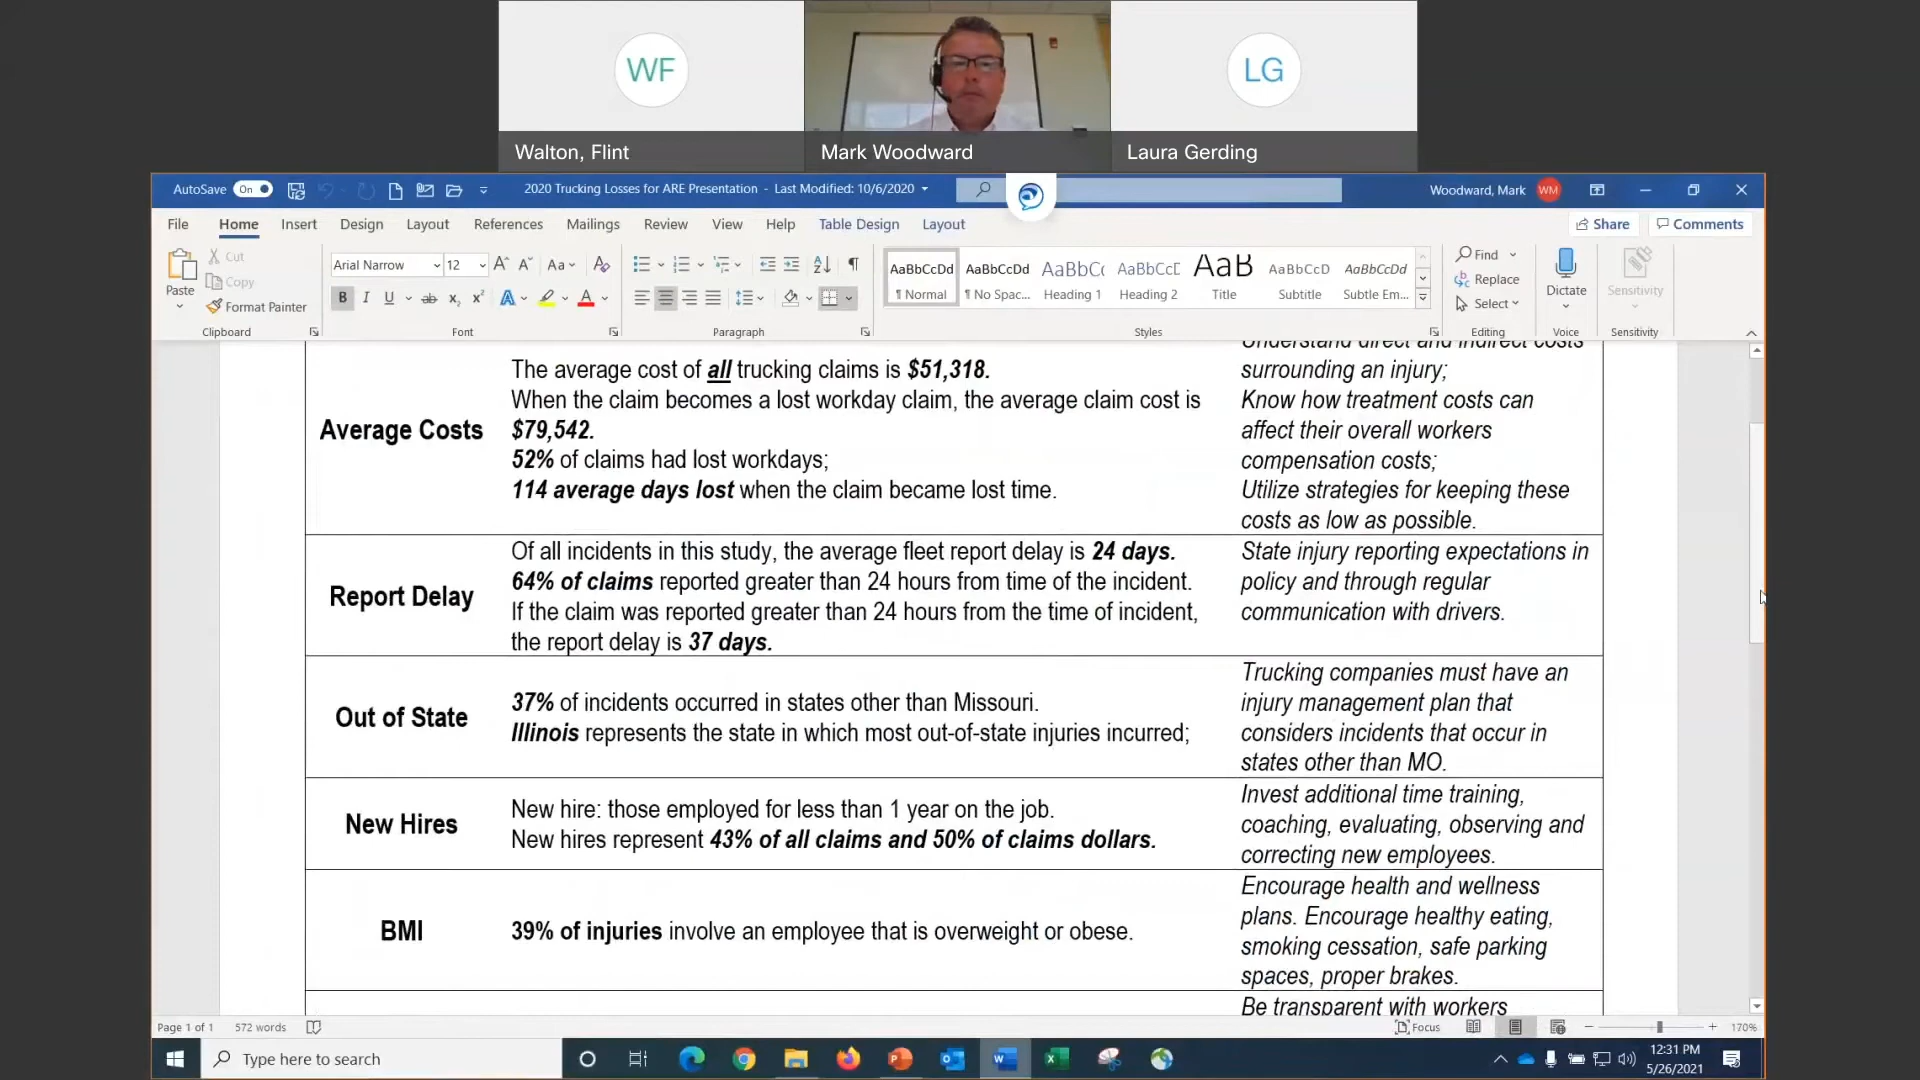 WF
LG
Walton, Flint
Mark Woodward
Laura Gerding
AutoSave On
2020 Trucking Losses for ARE Presentation - Last Modified: 10/6/2020
Woodward, Mark WM
File Home Insert Design Layout References Mailings Review View Help Table Design Layout
Share Comments
Paste
Cut
Copy
Format Painter
Clipboard
Arial Narrow 12
Font
Paragraph
AaBbCcDd AaBbCcDd AaBbCc AaBbCcE AaB AaBbCcD AaBbCcDd
¶ Normal ¶ No Spac... Heading 1 Heading 2 Title Subtitle Subtle Em...
Styles
Find
Replace
Select
Editing
Dictate
Voice
Sensitivity
Sensitivity
Average Costs
The average cost of all trucking claims is $51,318.
When the claim becomes a lost workday claim, the average claim cost is
$79,542.
52% of claims had lost workdays;
114 average days lost when the claim became lost time.
Understand direct and indirect costs
surrounding an injury;
Know how treatment costs can
affect their overall workers
compensation costs;
Utilize strategies for keeping these
costs as low as possible.
Report Delay
Of all incidents in this study, the average fleet report delay is 24 days.
64% of claims reported greater than 24 hours from time of the incident.
If the claim was reported greater than 24 hours from the time of incident,
the report delay is 37 days.
State injury reporting expectations in
policy and through regular
communication with drivers.
Out of State
37% of incidents occurred in states other than Missouri.
Illinois represents the state in which most out-of-state injuries incurred;
Trucking companies must have an
injury management plan that
considers incidents that occur in
states other than MO.
New Hires
New hire: those employed for less than 1 year on the job.
New hires represent 43% of all claims and 50% of claims dollars.
Invest additional time training,
coaching, evaluating, observing and
correcting new employees.
BMI
39% of injuries involve an employee that is overweight or obese.
Encourage health and wellness
plans. Encourage healthy eating,
smoking cessation, safe parking
spaces, proper brakes.
Be transparent with workers
Page 1 of 1 572 words
Focus
170%
Type here to search
12:31 PM
5/26/2021